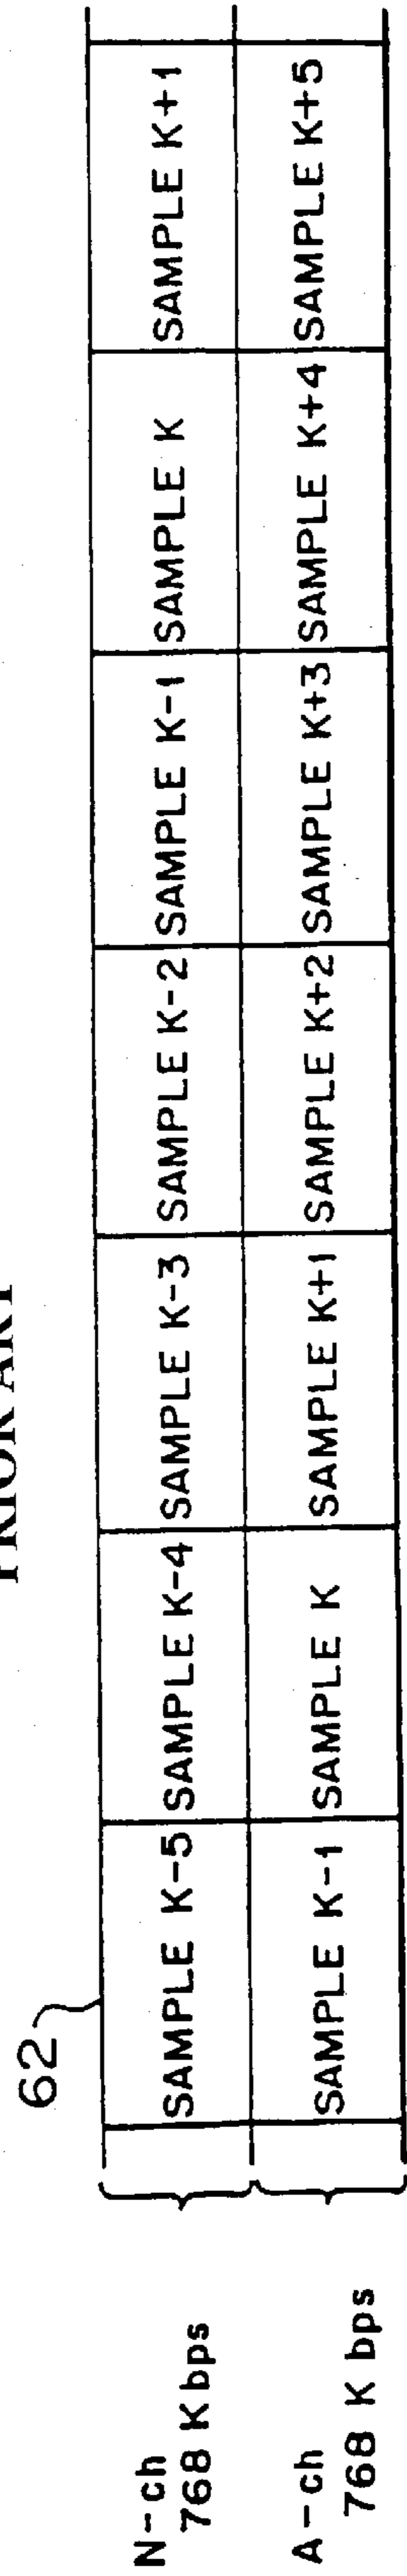 PRIOR ART
62
N-ch
768 Kbps
SAMPLE K-5 SAMPLE K-4 SAMPLE K-3 SAMPLE K-2 SAMPLE K-1 SAMPLE K SAMPLE K+1
A-ch
768 K bps
SAMPLE K-1 SAMPLE K SAMPLE K+1 SAMPLE K+2 SAMPLE K+3 SAMPLE K+4 SAMPLE K+5